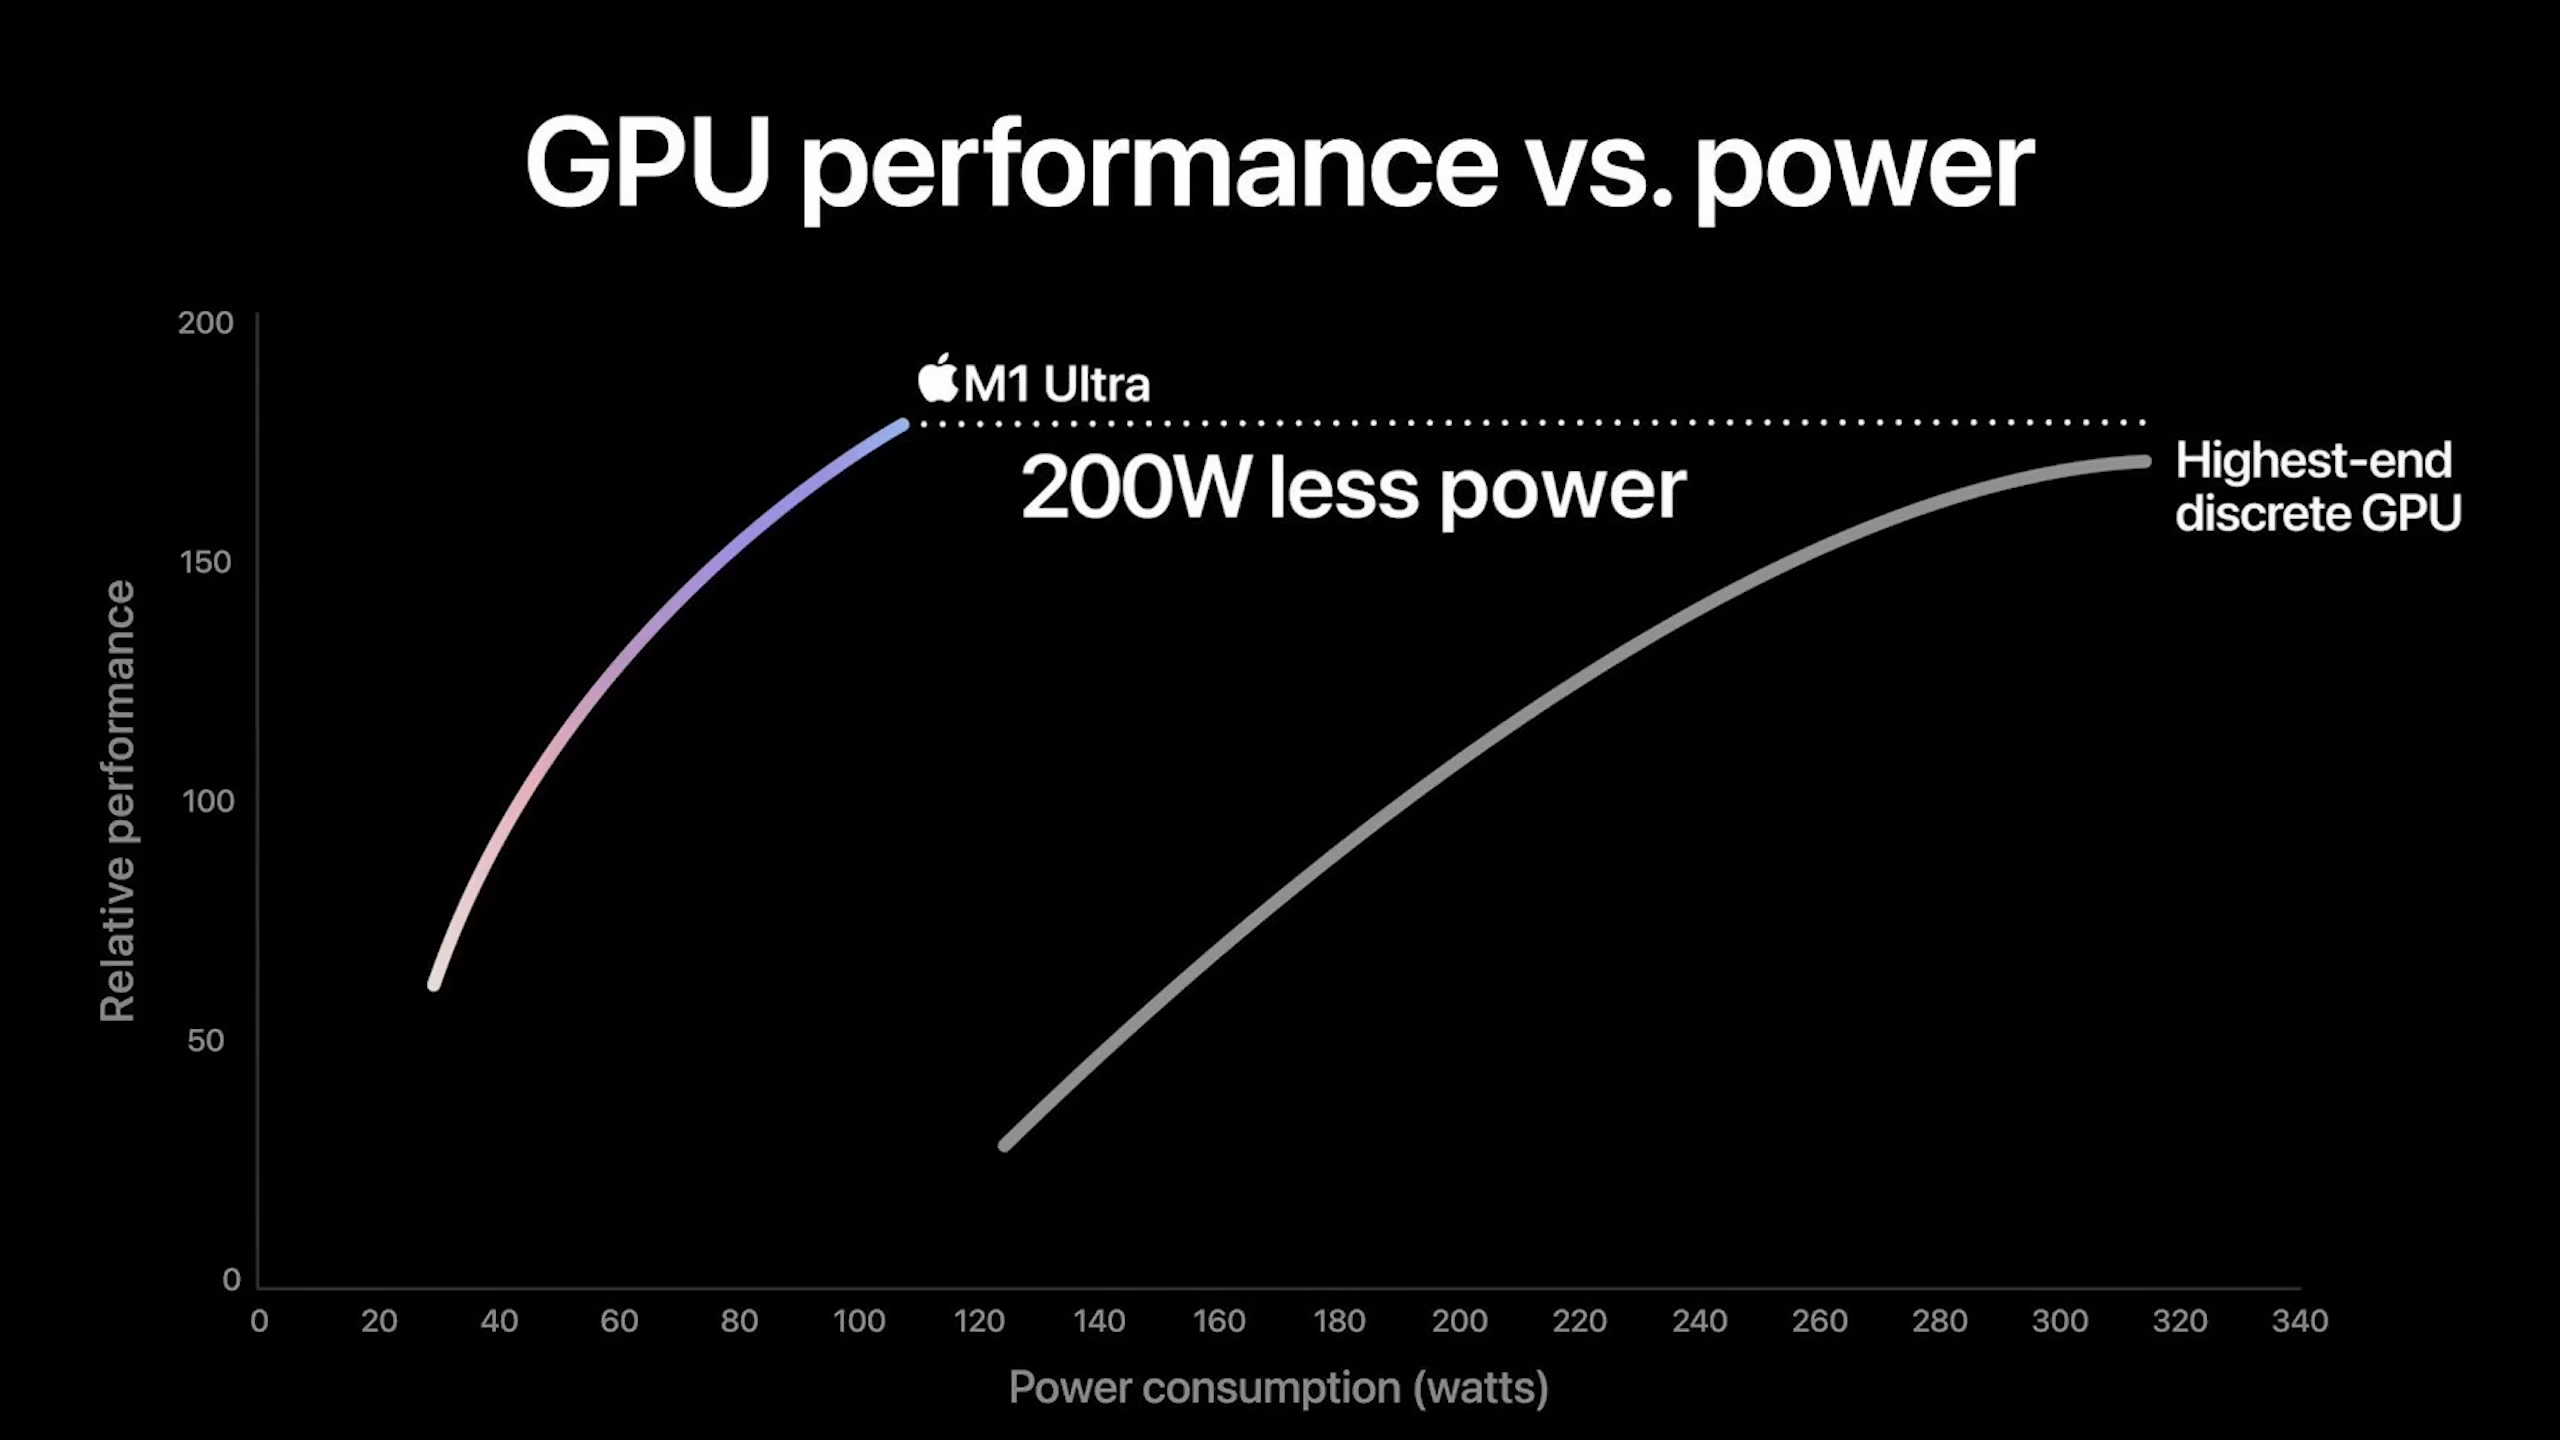 GPU performance vs. power
200
M1 Ultra
200W less power
Highest-end
discrete GPU
150
100
50
0
Relative performance
0 20 40 60 80 100 120 140 160 180 200 220 240 260 280 300 320 340
Power consumption (watts)